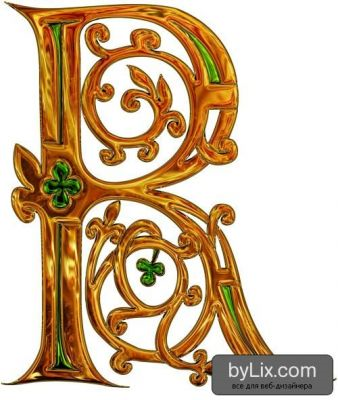 R
byLix.com
все для веб-дизайнера